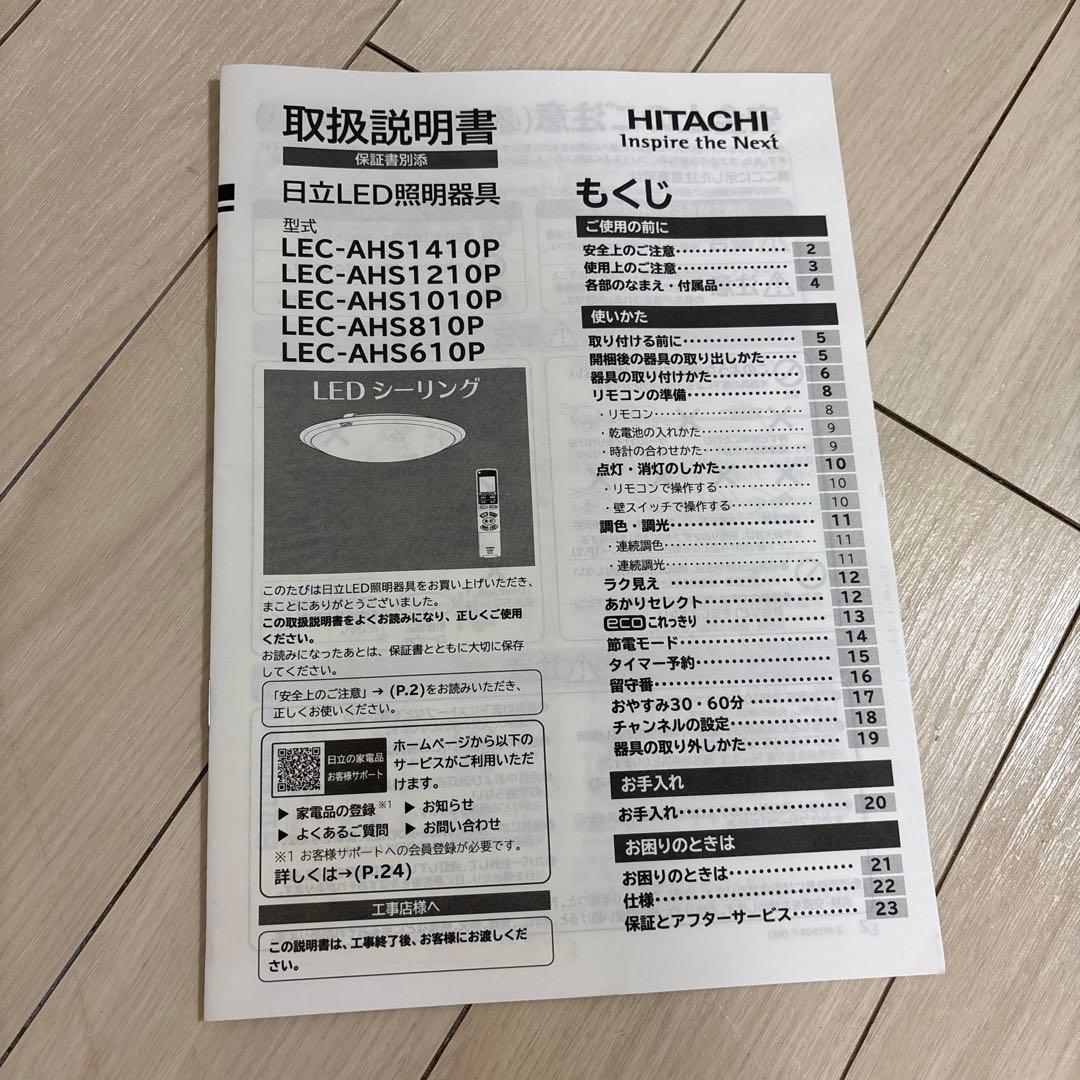 取扱説明書
保証書別添
日立LED照明器具
型式
LEC-AHS1410P
LEC-AHS1210P
LEC-AHS1010P
LEC-AHS810P
LEC-AHS610P
LED シーリング
このたびは日立LED照明器具をお買い上げいただき、
まことにありがとうございました。
この取扱説明書をよくお読みになり、正しくご使用
ください。
お読みになったあとは、保証書とともに大切に保存
してください。
「安全上のご注意」→ (P.2)をお読みいただき、
正しくお使いください。
日立の家電品
お客様サポート
ホームページから以下の
サービスがご利用いただ
けます。
▶ 家電品の登録 ※1 ▶ お知らせ
▶ よくあるご質問 ▶ お問い合わせ
※1 お客様サポートへの会員登録が必要です。
詳しくは→(P.24)
工事店様へ
この説明書は、工事終了後、お客様にお渡しくだ
さい。
HITACHI
Inspire the Next
もくじ
ご使用の前に
安全上のご注意 2
使用上のご注意 3
各部のなまえ・付属品 4
使いかた
取り付ける前に 5
開梱後の器具の取り出しかた 5
器具の取り付けかた 6
リモコンの準備 8
・リモコン 8
・乾電池の入れかた 9
・時計の合わせかた 9
点灯・消灯のしかた 10
・リモコンで操作する 10
・壁スイッチで操作する 10
調色・調光 11
・連続調色 11
・連続調光 11
ラク見え 12
あかりセレクト 12
eco これっきり 13
節電モード 14
タイマー予約 15
留守番 16
おやすみ30・60分 17
チャンネルの設定 18
器具の取り外しかた 19
お手入れ
お手入れ 20
お困りのときは
お困りのときは 21
仕様 22
保証とアフターサービス 23